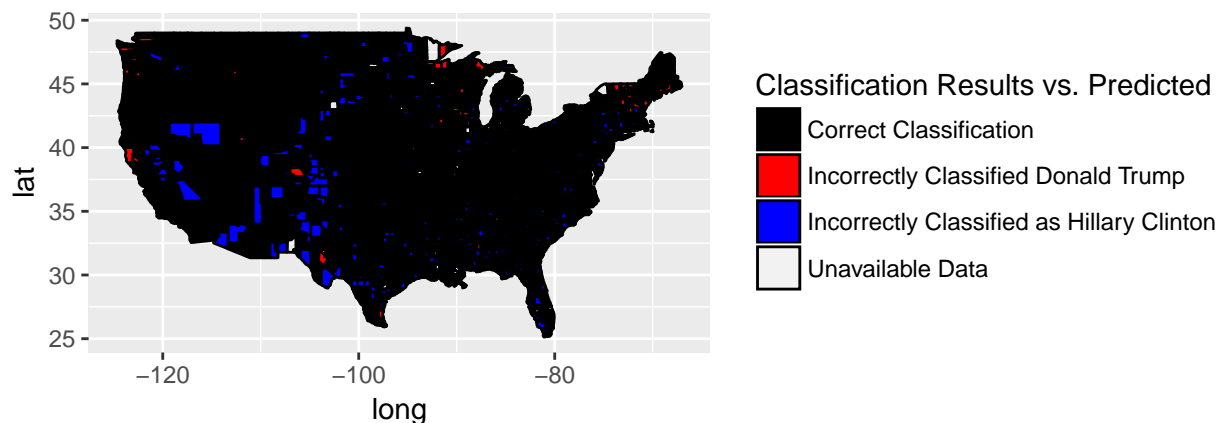 50
45
40
35
30
25
lat
−120
−100
−80
long
Classification Results vs. Predicted
Correct Classification
Incorrectly Classified Donald Trump
Incorrectly Classified as Hillary Clinton
Unavailable Data